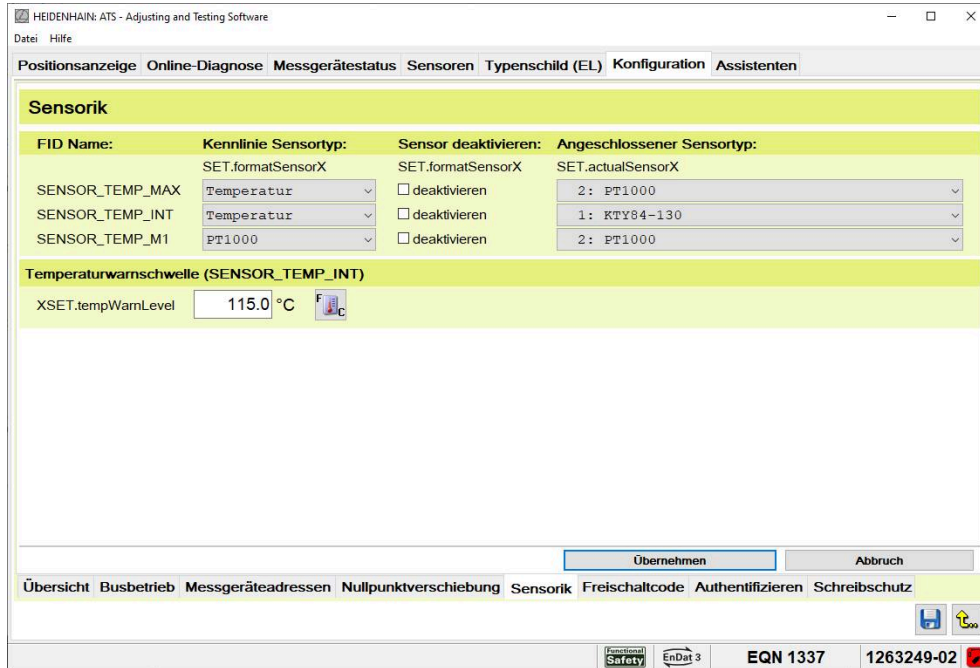 HEIDENHAIN: ATS - Adjusting and Testing Software
Datei Hilfe
Positionsanzeige Online-Diagnose Messgerätestatus Sensoren Typenschild (EL) Konfiguration Assistenten
Sensorik
FID Name: Kennlinie Sensortyp: Sensor deaktivieren: Angeschlossener Sensortyp:
SET.formatSensorX SET.formatSensorX SET.actualSensorX
SENSOR_TEMP_MAX Temperatur deaktivieren 2: PT1000
SENSOR_TEMP_INT Temperatur deaktivieren 1: KTY84-130
SENSOR_TEMP_M1 PT1000 deaktivieren 2: PT1000
Temperaturwarnschwelle (SENSOR_TEMP_INT)
XSET.tempWarnLevel 115.0 °C F C
Übernehmen Abbruch
Übersicht Busbetrieb Messgeräteadressen Nullpunktverschiebung Sensorik Freischaltcode Authentifizieren Schreibschutz
Functional Safety EnDat 3 EQN 1337 1263249-02